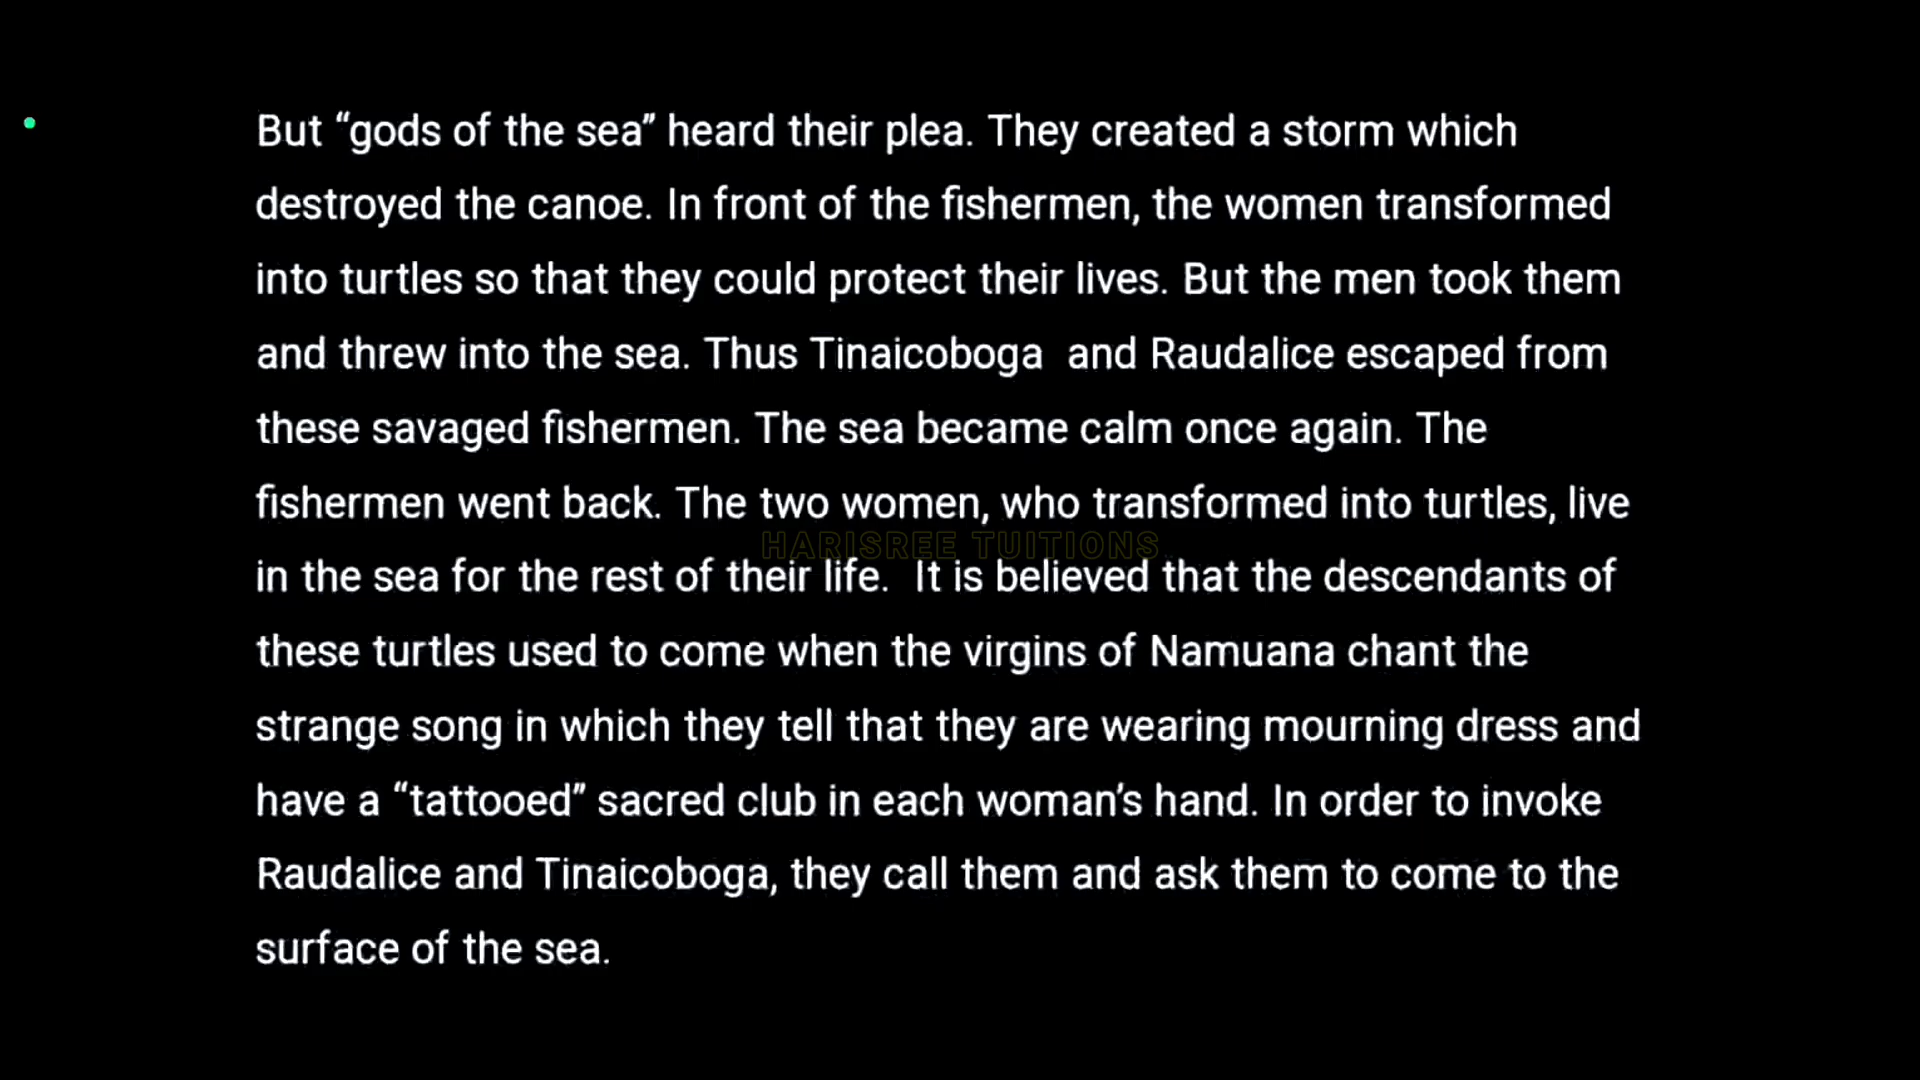 But “gods of the sea” heard their plea. They created a storm which
destroyed the canoe. In front of the fishermen, the women transformed
into turtles so that they could protect their lives. But the men took them
and threw into the sea. Thus Tinaicoboga  and Raudalice escaped from
these savaged fishermen. The sea became calm once again. The
fishermen went back. The two women, who transformed into turtles, live
HARISREE TUITIONS
in the sea for the rest of their life.  It is believed that the descendants of
these turtles used to come when the virgins of Namuana chant the
strange song in which they tell that they are wearing mourning dress and
have a “tattooed” sacred club in each woman’s hand. In order to invoke
Raudalice and Tinaicoboga, they call them and ask them to come to the
surface of the sea.